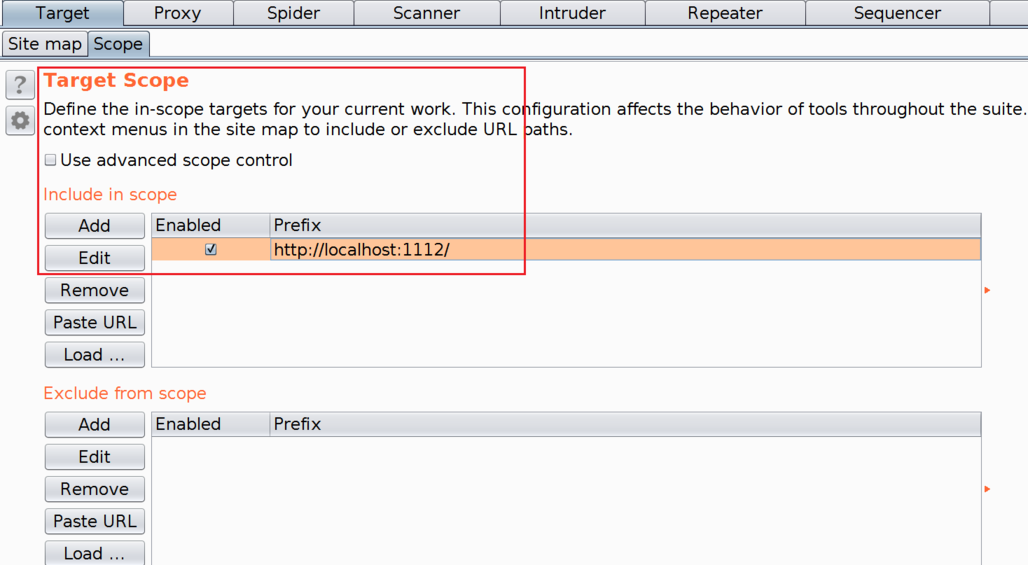 Target Proxy Spider Scanner Intruder Repeater Sequencer
Site map Scope
?
Target Scope
Define the in-scope targets for your current work. This configuration affects the behavior of tools throughout the suite.
context menus in the site map to include or exclude URL paths.
Use advanced scope control
Include in scope
Add Enabled Prefix
http://localhost:1112/
Edit
Remove
Paste URL
Load ...
Exclude from scope
Add Enabled Prefix
Edit
Remove
Paste URL
Load ...